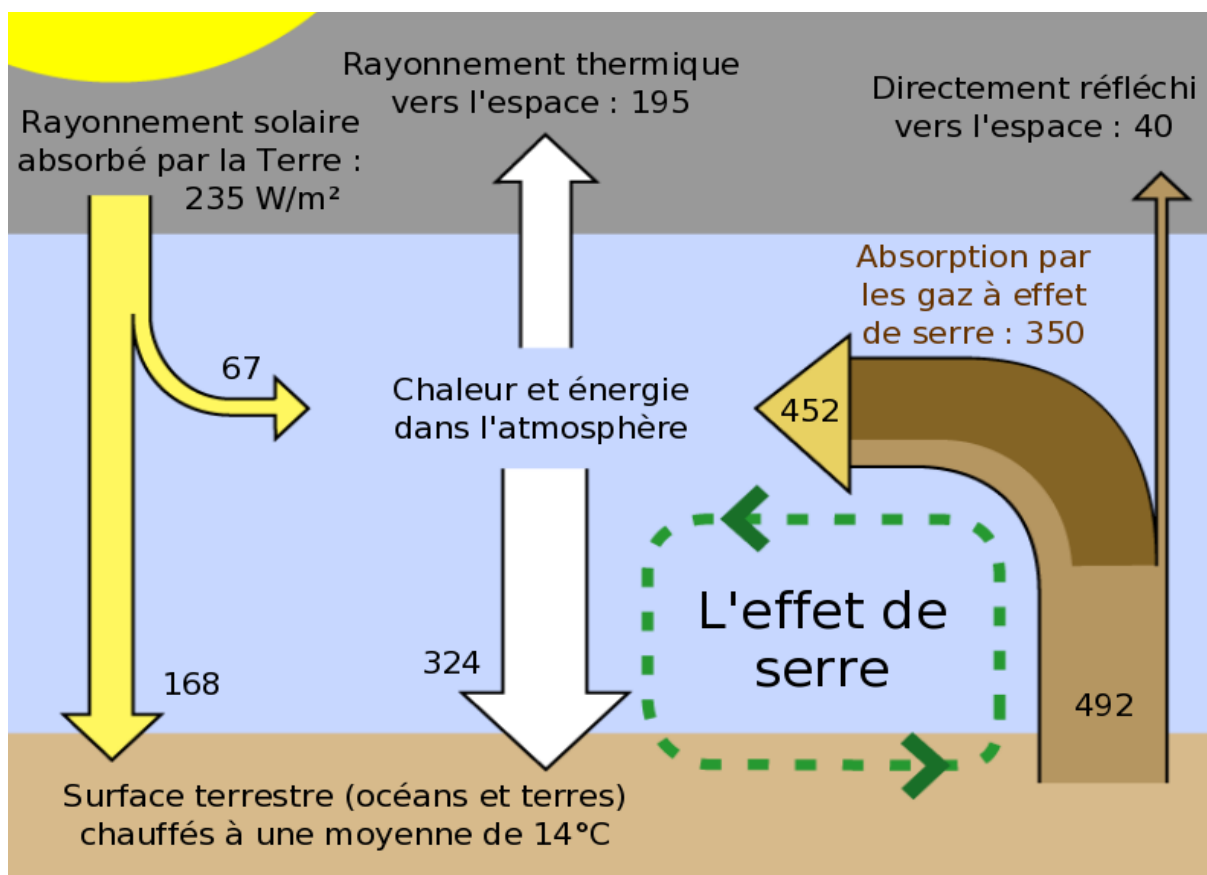 Rayonnement thermique
vers l'espace : 195
Directement réfléchi
vers l'espace : 40
Rayonnement solaire
absorbé par la Terre :
235 W/m²
Absorption par
les gaz à effet
de serre : 350
67
Chaleur et énergie
dans l'atmosphère
452
L'effet de
serre
324
168
492
Surface terrestre (océans et terres)
chauffés à une moyenne de 14°C